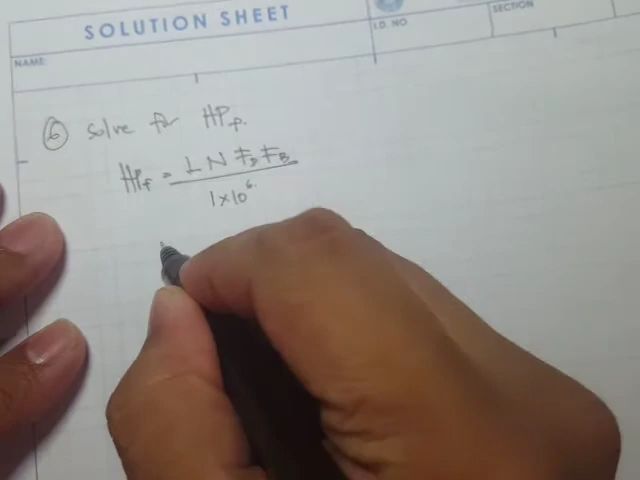 SOLUTION SHEET
NAME:
I.D. NO.
SECTION
⑥ Solve for HPf.
HPf = L N FD FB
1x10⁶